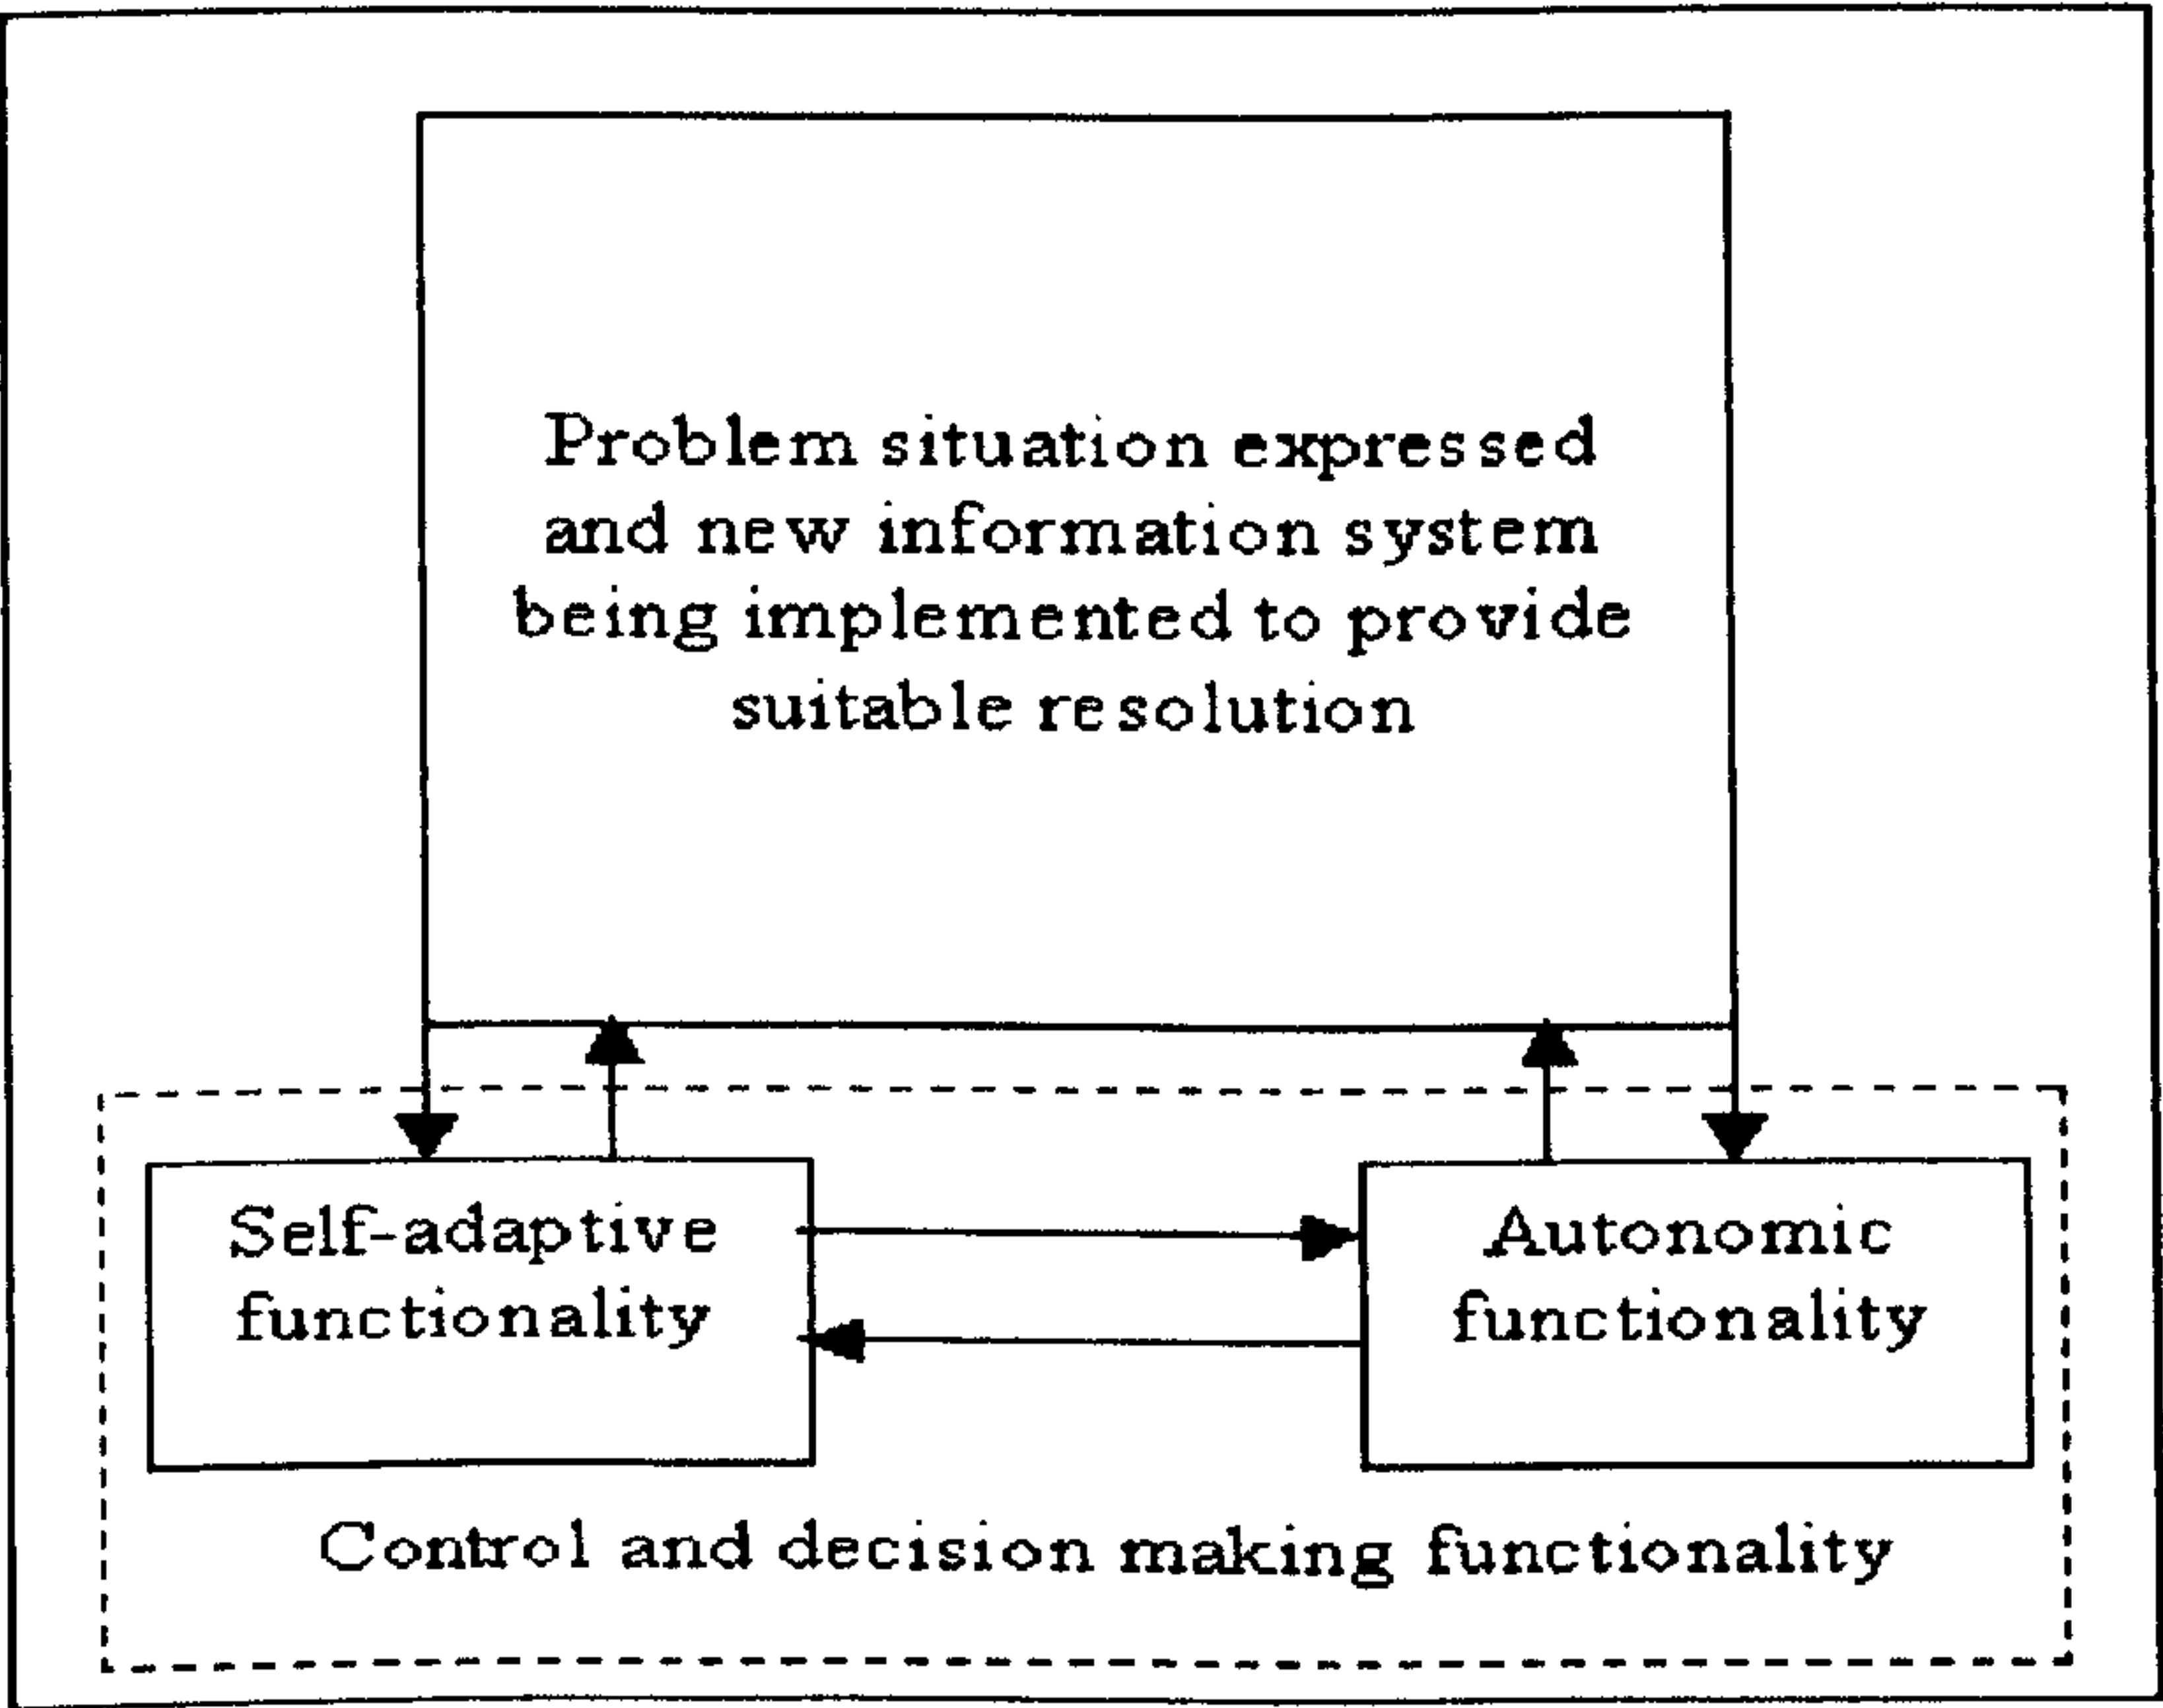 Problem situation expressed
and new information system
being implemented to provide
suitable resolution
Self-adaptive
functionality
Autonomic
functionality
Control and decision making functionality